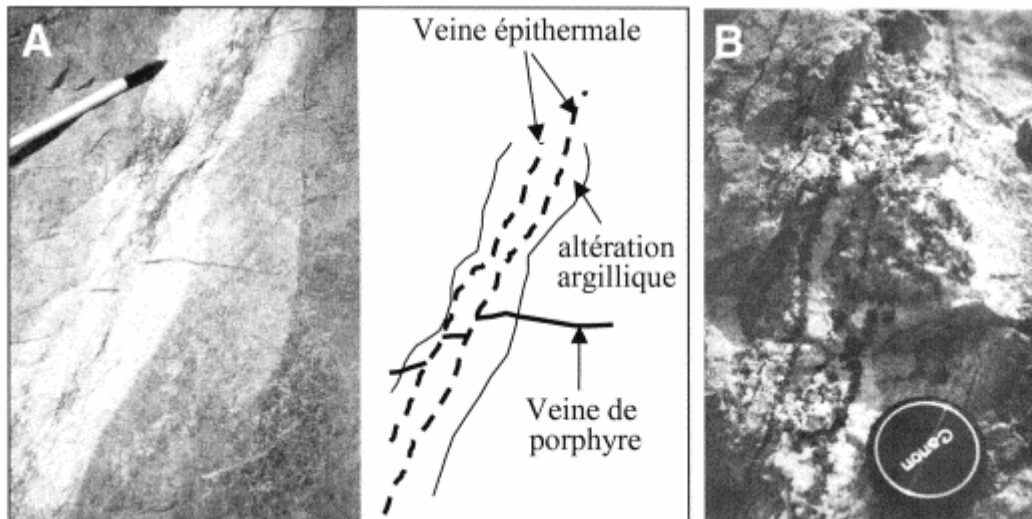 A
Veine épithermale
altération
argillique
Veine de
porphyre
B
Canon